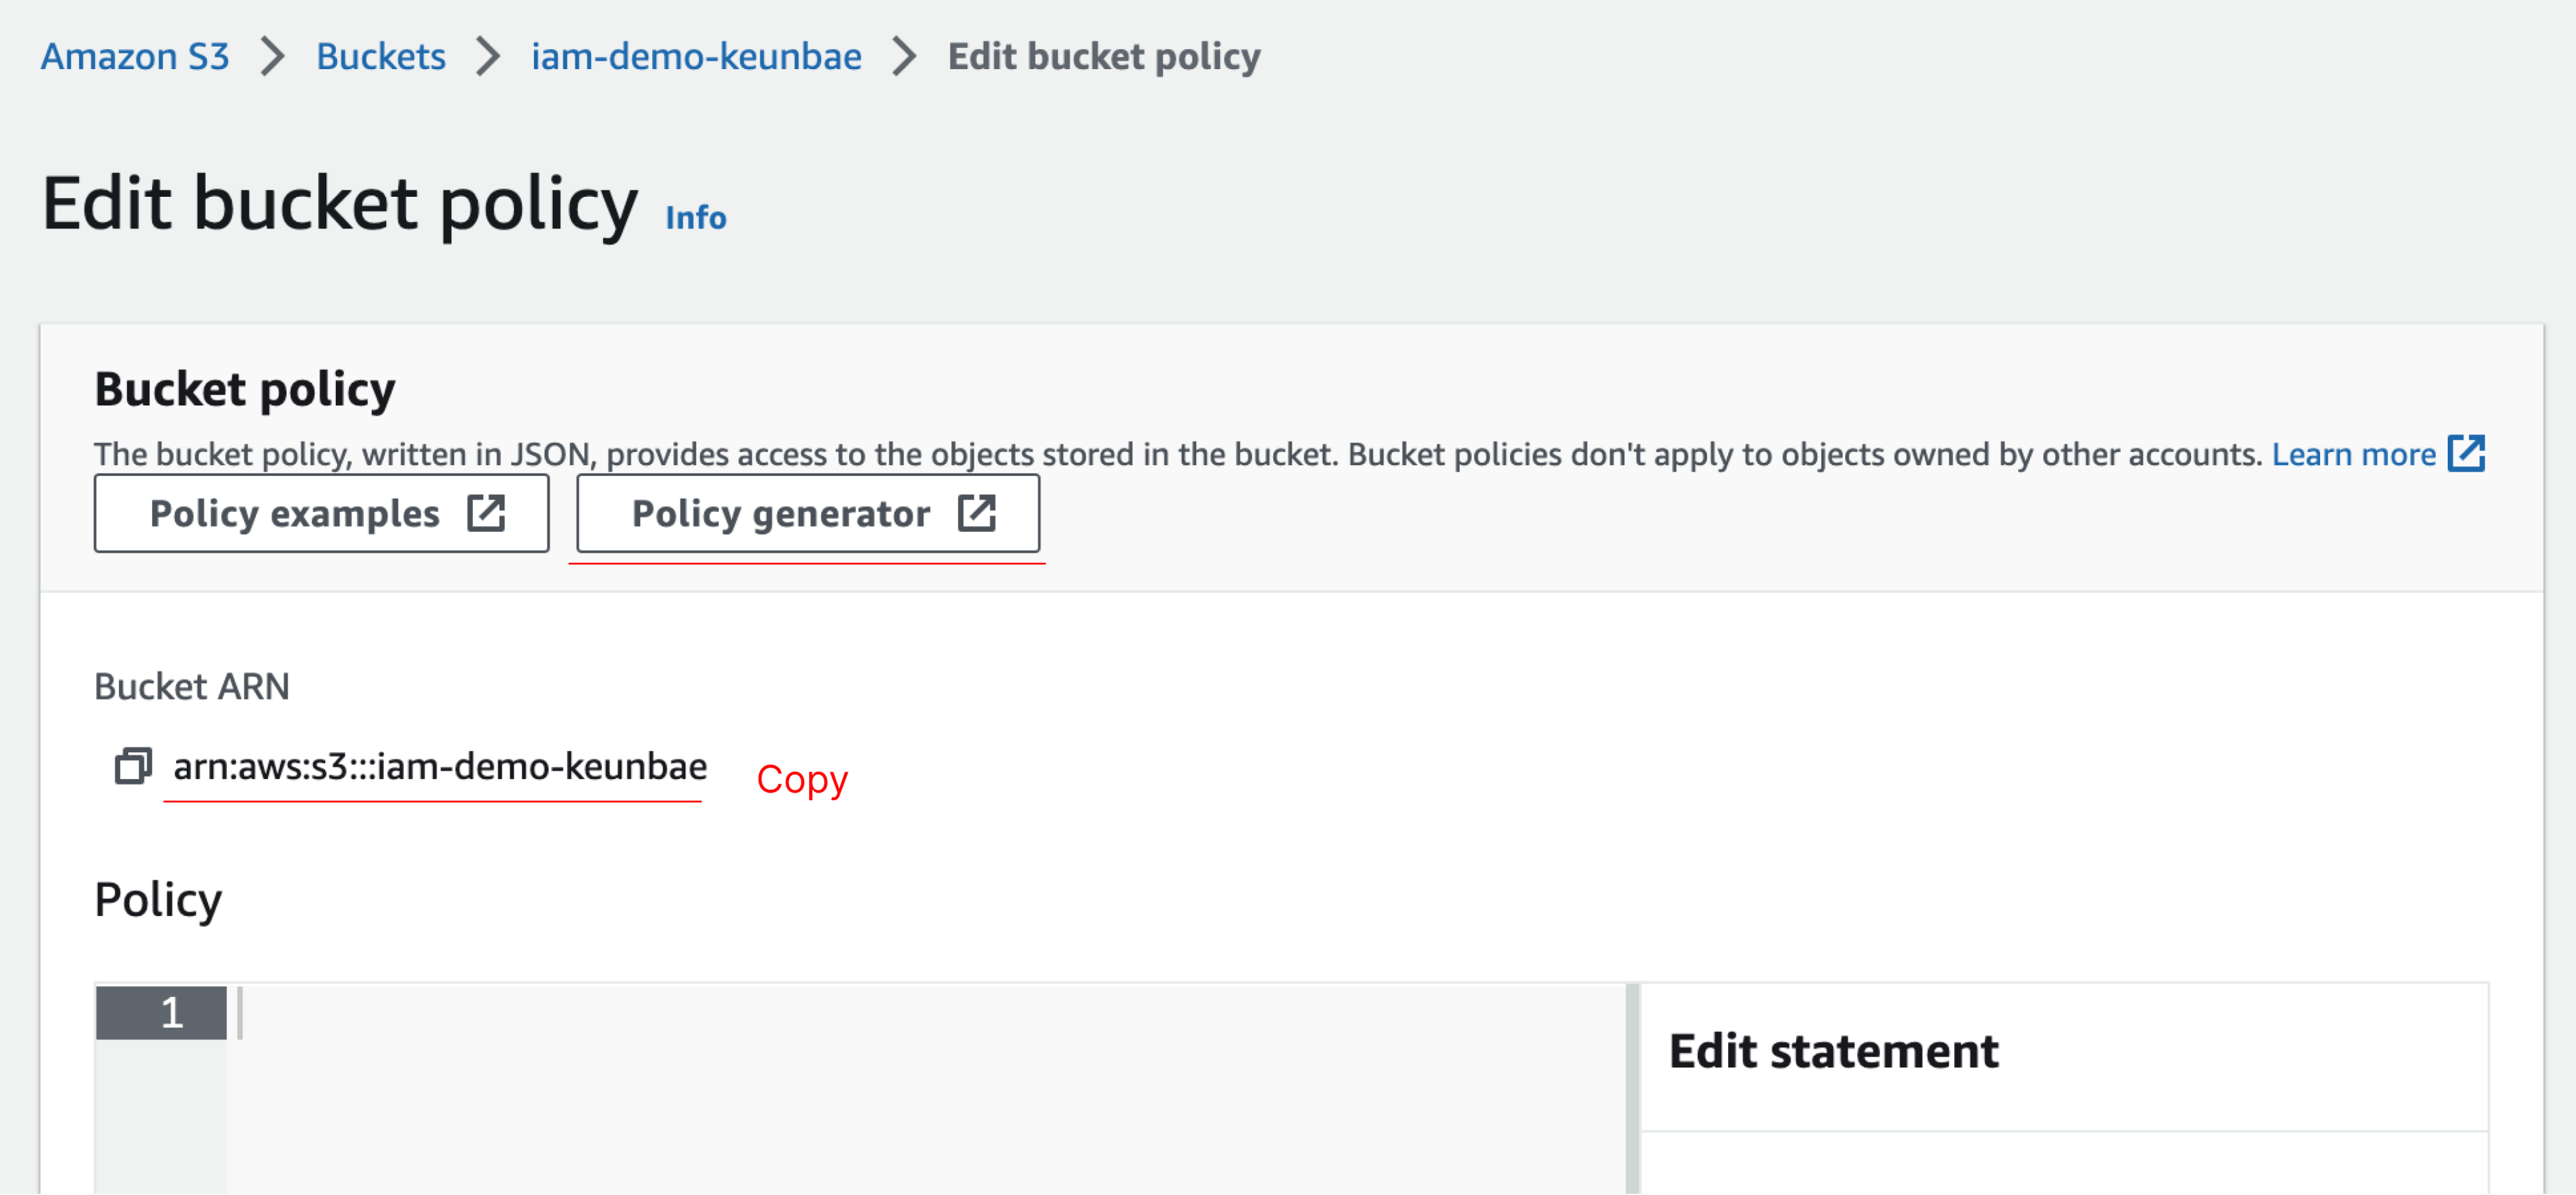 Amazon S3 > Buckets > iam-demo-keunbae > Edit bucket policy
Edit bucket policy Info
Bucket policy
The bucket policy, written in JSON, provides access to the objects stored in the bucket. Bucket policies don't apply to objects owned by other accounts. Learn more
Policy examples Policy generator
Bucket ARN
arn:aws:s3:::iam-demo-keunbae Copy
Policy
1
Edit statement